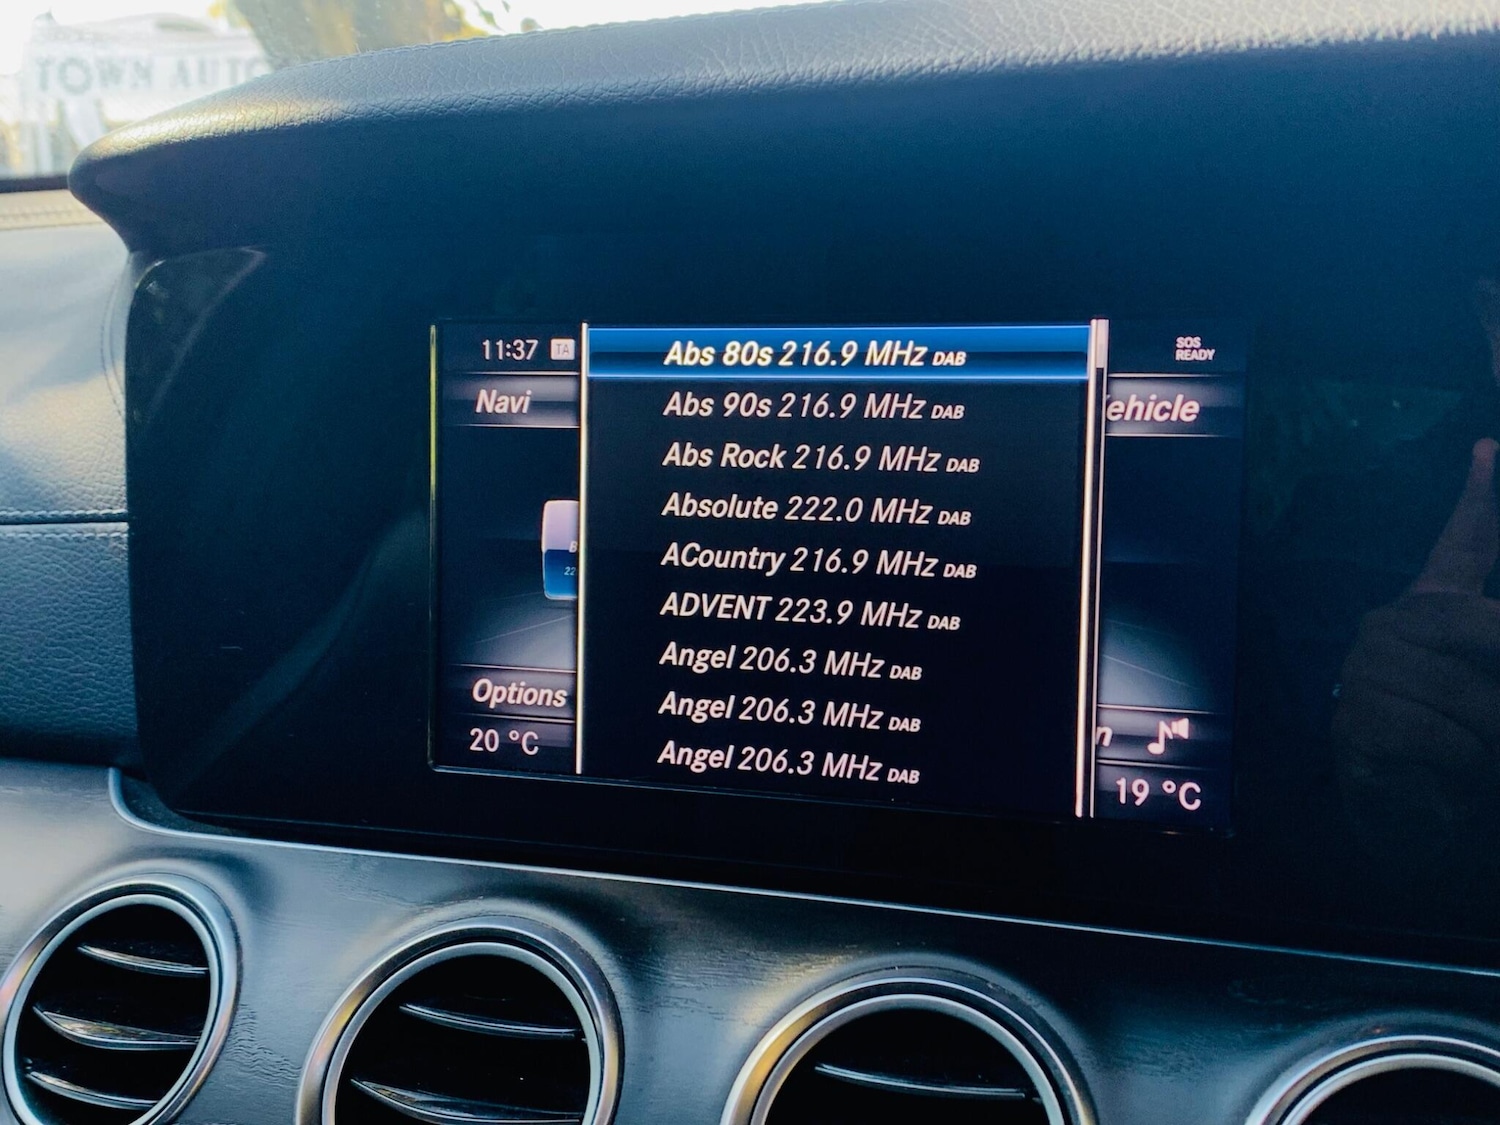 TOWN AUTO
11:37 TA
Navi
Options
20 °C
Abs 80s 216.9 MHz DAB
Abs 90s 216.9 MHz DAB
Abs Rock 216.9 MHz DAB
Absolute 222.0 MHz DAB
ACountry 216.9 MHz DAB
ADVENT 223.9 MHz DAB
Angel 206.3 MHz DAB
Angel 206.3 MHz DAB
Angel 206.3 MHz DAB
SOS
READY
ehicle
n
19 °C